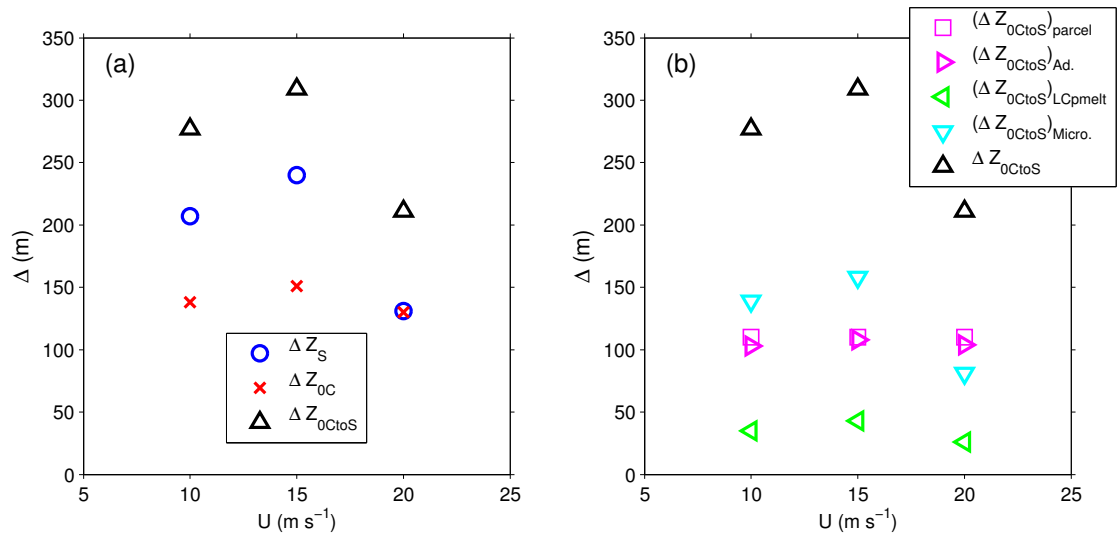 (a)
350
300
250
200
150
100
50
0
Δ (m)
5 10 15 20 25
U (m s⁻¹)
Δ Z_S
Δ Z_0C
Δ Z_0CtoS
(b)
350
300
250
200
150
100
50
0
Δ (m)
5 10 15 20 25
U (m s⁻¹)
(Δ Z_0CtoS)_parcel
(Δ Z_0CtoS)_Ad.
(Δ Z_0CtoS)_LCpmelt
(Δ Z_0CtoS)_Micro.
Δ Z_0CtoS